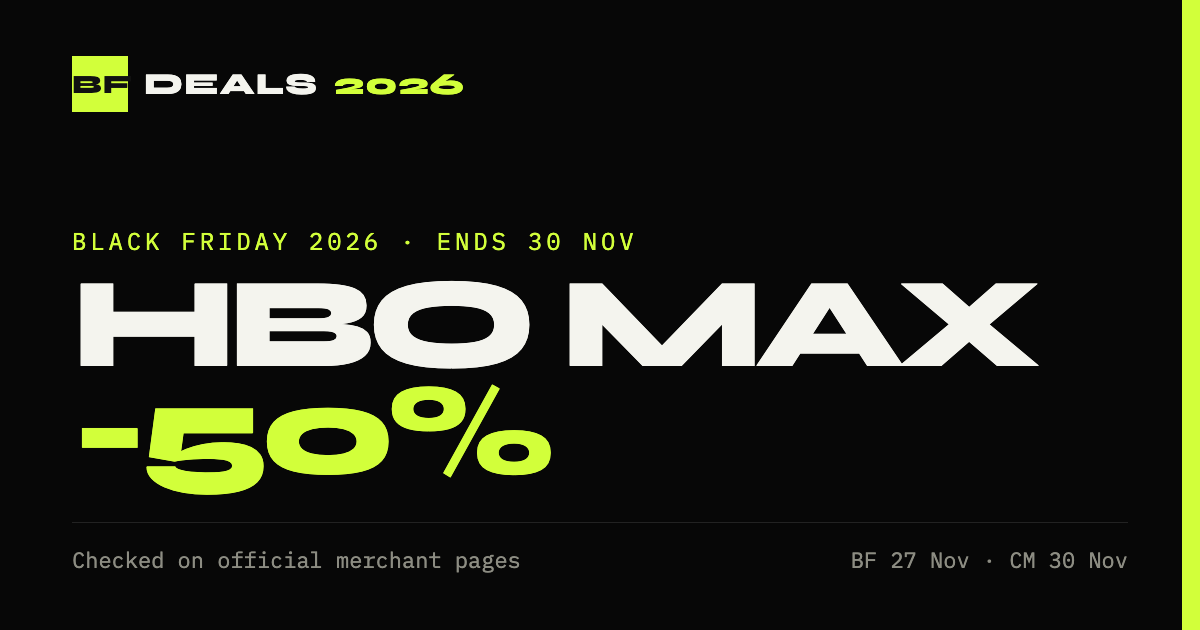 BF DEALS 2026
BLACK FRIDAY 2026 · ENDS 30 NOV
HBO MAX
-50%
Checked on official merchant pages
BF 27 Nov · CM 30 Nov